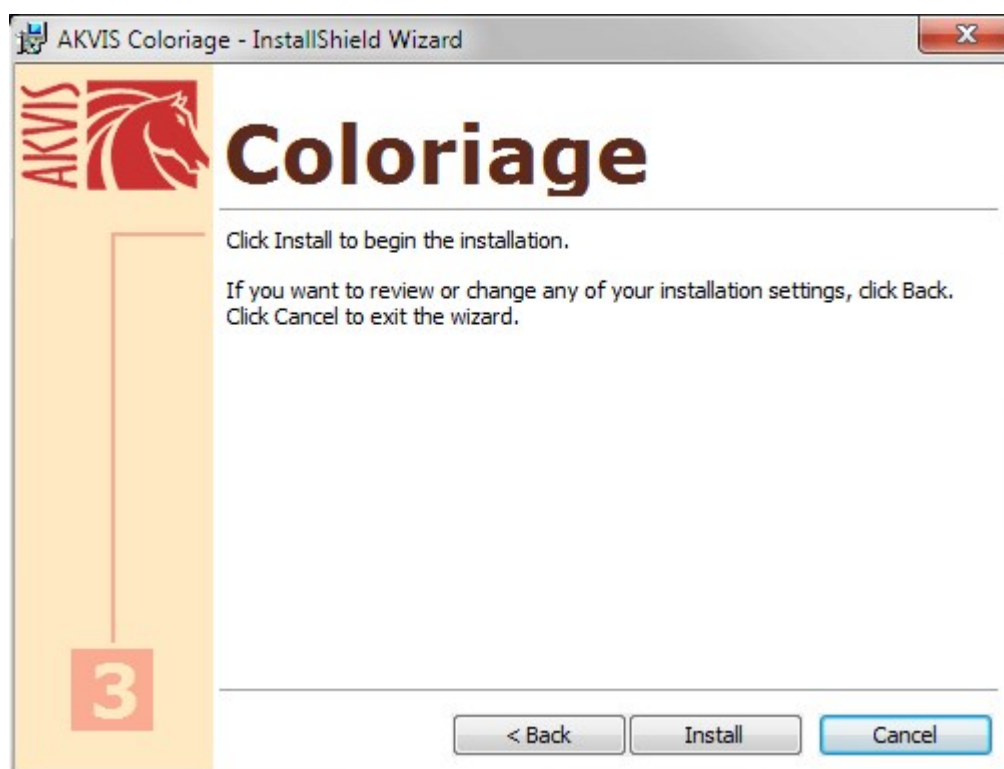 AKVIS Coloriage - InstallShield Wizard
x
AKVIS
Coloriage
Click Install to begin the installation.
If you want to review or change any of your installation settings, click Back.
Click Cancel to exit the wizard.
3
< Back Install Cancel